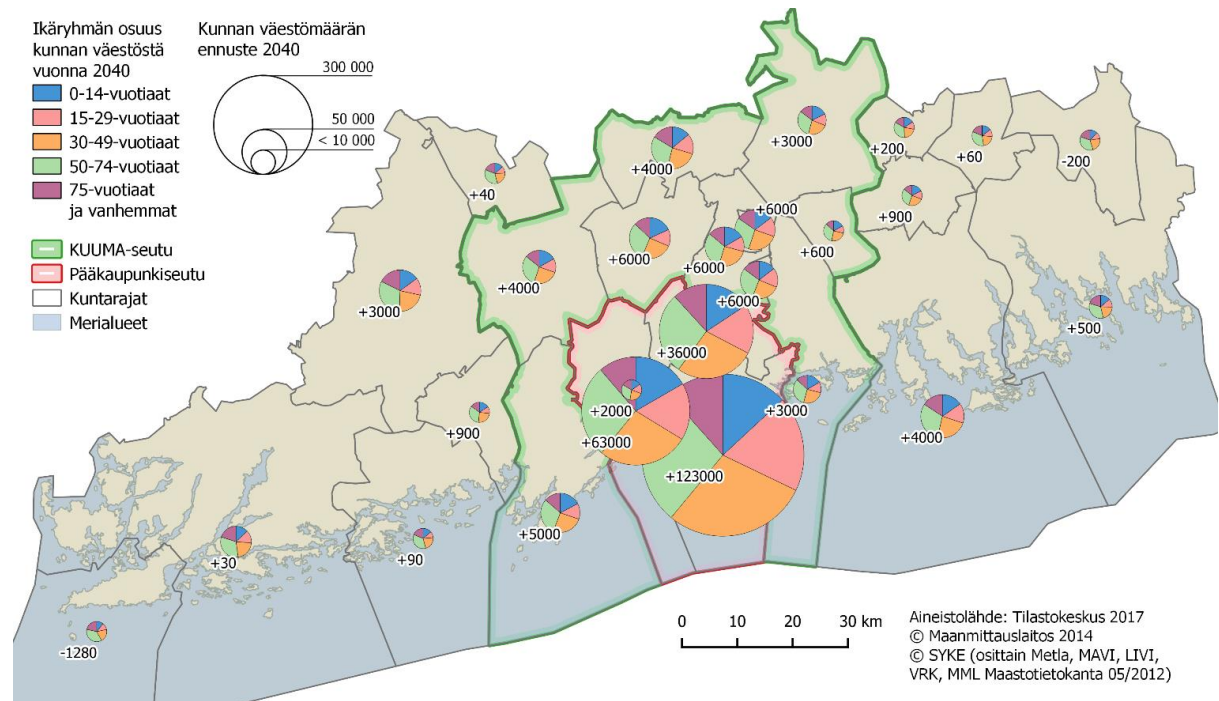 Ikäryhmän osuus
kunnan väestöstä
vuonna 2040
0-14-vuotiaat
15-29-vuotiaat
30-49-vuotiaat
50-74-vuotiaat
75-vuotiaat
ja vanhemmat
Kunnan väestömäärän
ennuste 2040
300 000
50 000
< 10 000
KUUMA-seutu
Pääkaupunkiseutu
Kuntarajat
Merialueet
+3000
+200
+60
-200
+4000
+40
+900
+6000
+6000
+6000
+600
+4000
+3000
+6000
+500
+36000
+2000
+3000
+900
+4000
+63000
+123000
+5000
+30
+90
-1280
0 10 20 30 km
Aineistolähde: Tilastokeskus 2017
© Maanmittauslaitos 2014
© SYKE (osittain Metla, MAVI, LIVI,
VRK, MML Maastotietokanta 05/2012)